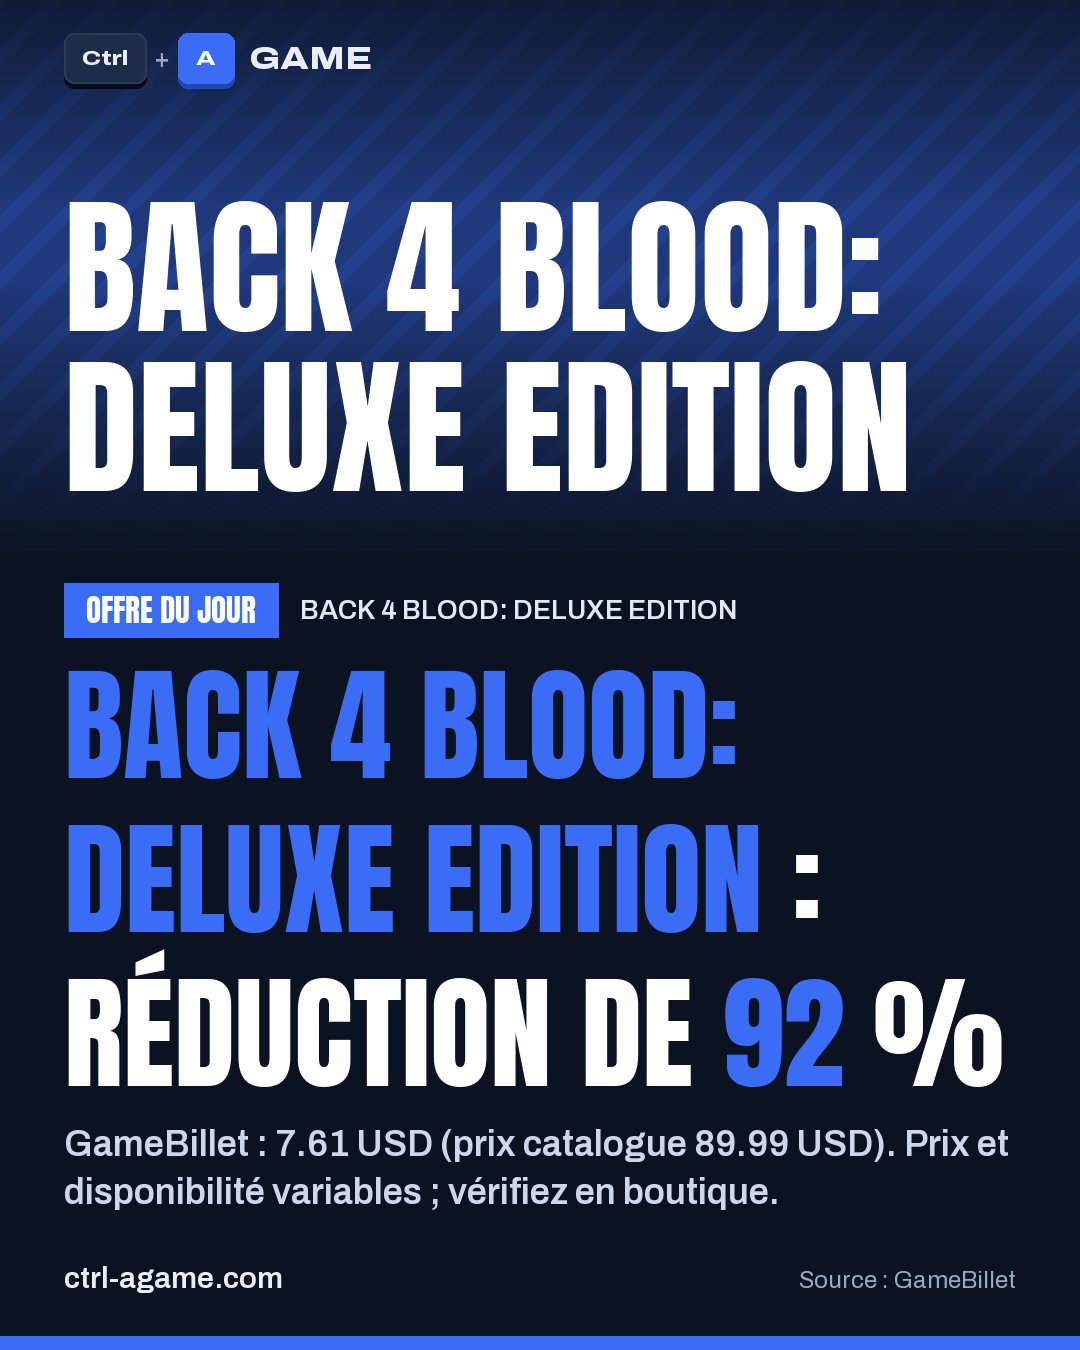 Ctrl + A GAME
BACK 4 BLOOD:
DELUXE EDITION
OFFRE DU JOUR BACK 4 BLOOD: DELUXE EDITION
BACK 4 BLOOD:
DELUXE EDITION :
RÉDUCTION DE 92 %
GameBillet : 7.61 USD (prix catalogue 89.99 USD). Prix et
disponibilité variables ; vérifiez en boutique.
ctrl-agame.com Source : GameBillet